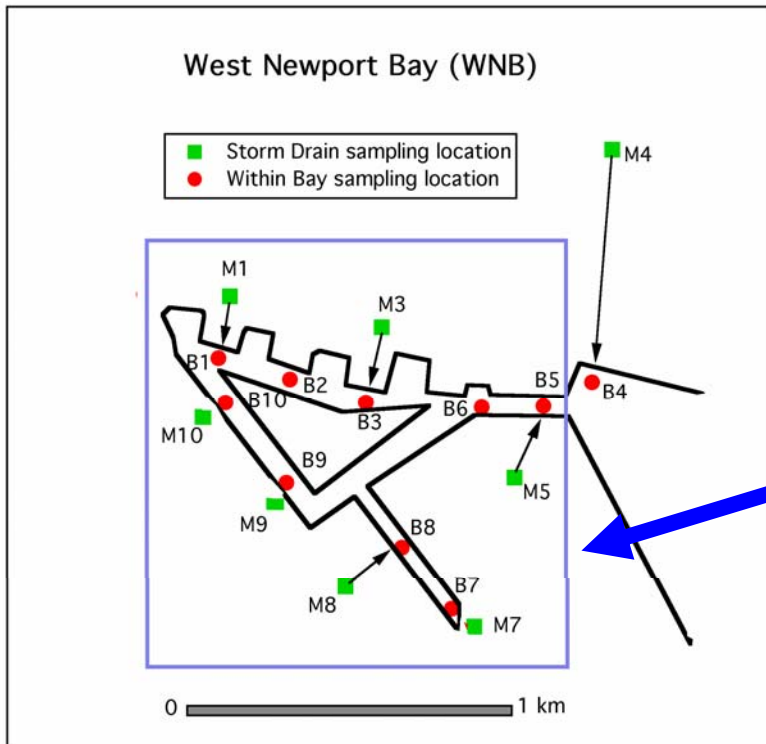 West Newport Bay (WNB)
Storm Drain sampling location
Within Bay sampling location
M4
M1
M3
B1
B2
B5
B4
B10
B3
B6
M10
B9
M5
M9
B8
M8
B7
M7
0 1 km